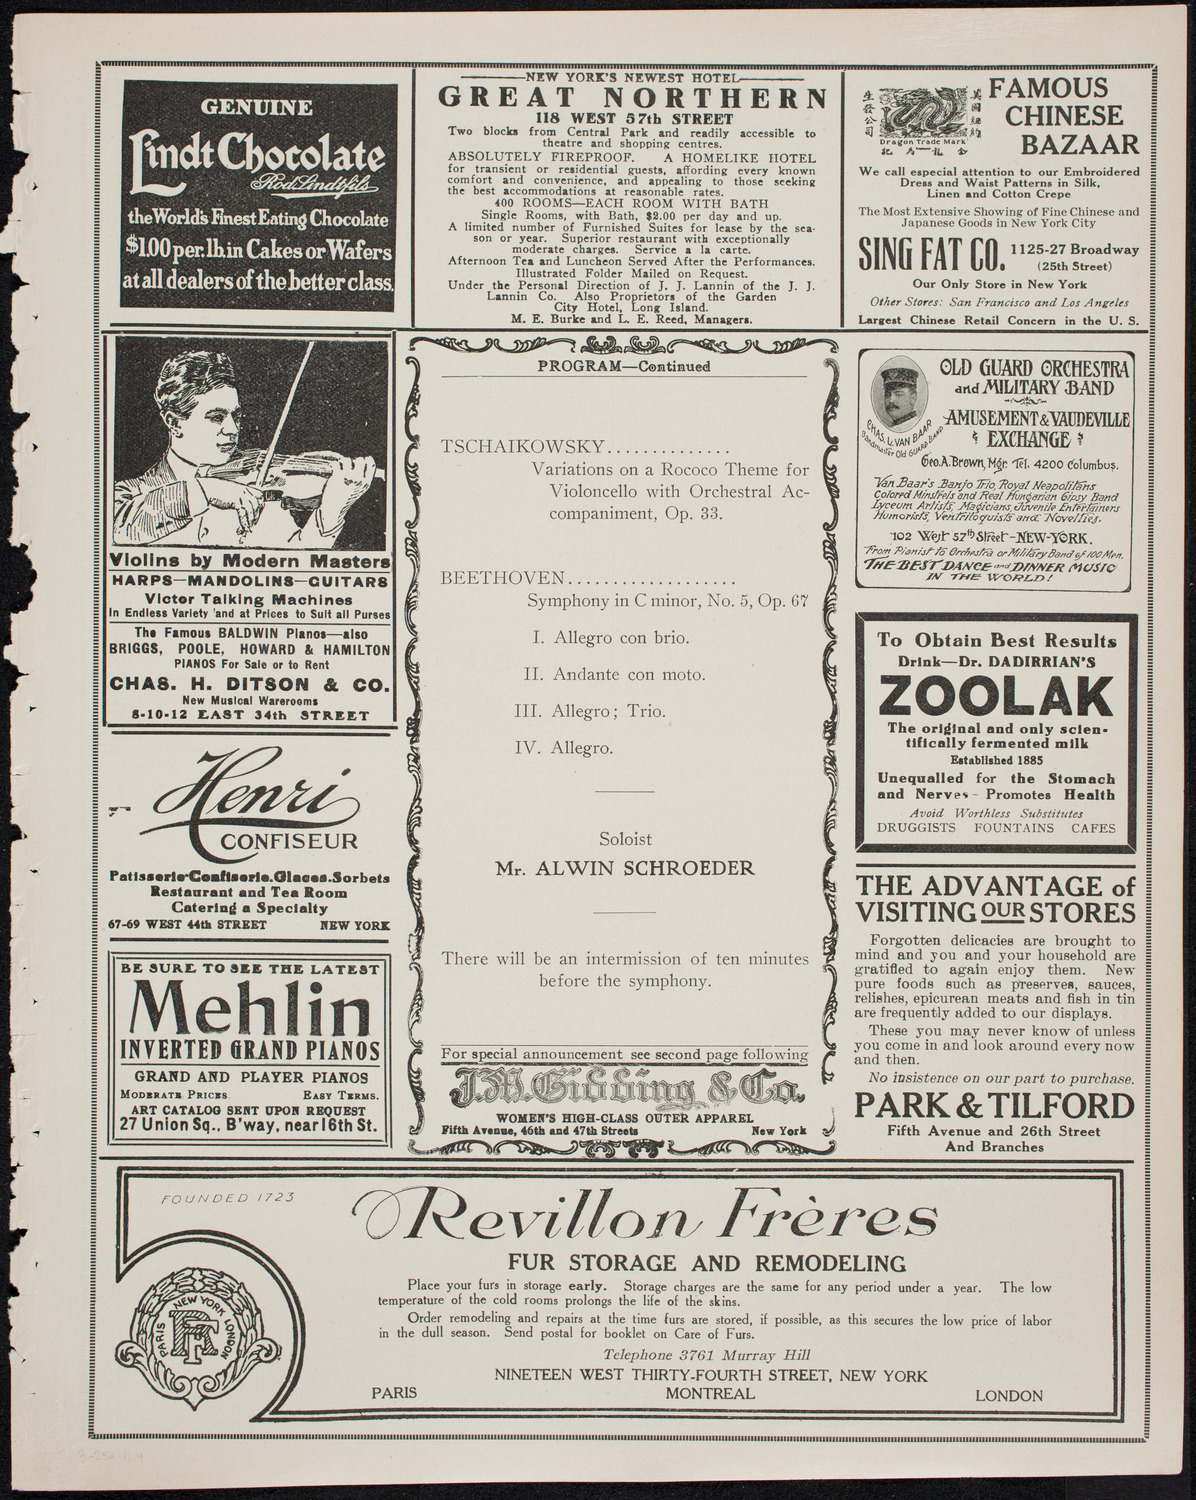 GENUINE
Lindt Chocolate
Rod. Lindt fils
the World's Finest Eating Chocolate
$1.00 per. lb. in Cakes or Wafers
at all dealers of the better class.
NEW YORK'S NEWEST HOTEL
GREAT NORTHERN
118 WEST 57th STREET
Two blocks from Central Park and readily accessible to
theatre and shopping centres.
ABSOLUTELY FIREPROOF. A HOMELIKE HOTEL
for transient or residential guests, affording every known
comfort and convenience, and appealing to those seeking
the best accommodations at reasonable rates.
400 ROOMS—EACH ROOM WITH BATH
Single Rooms, with Bath, $2.00 per day and up.
A limited number of Furnished Suites for lease by the sea-
son or year. Superior restaurant with exceptionally
moderate charges. Service a la carte.
Afternoon Tea and Luncheon Served After the Performances.
Illustrated Folder Mailed on Request.
Under the Personal Direction of J. J. Lannin of the J. J.
Lannin Co. Also Proprietors of the Garden
City Hotel, Long Island.
M. E. Burke and L. E. Reed, Managers.
生發公司
Dragon Trade Mark
FAMOUS
CHINESE
BAZAAR
We call especial attention to our Embroidered
Dress and Waist Patterns in Silk,
Linen and Cotton Crepe
The Most Extensive Showing of Fine Chinese and
Japanese Goods in New York City
SING FAT CO. 1125-27 Broadway
(25th Street)
Our Only Store in New York
Other Stores: San Francisco and Los Angeles
Largest Chinese Retail Concern in the U. S.
Violins by Modern Masters
HARPS—MANDOLINS—GUITARS
Victor Talking Machines
In Endless Variety and at Prices to Suit all Purses
The Famous BALDWIN Pianos—also
BRIGGS, POOLE, HOWARD & HAMILTON
PIANOS For Sale or to Rent
CHAS. H. DITSON & CO.
New Musical Warerooms
8-10-12 EAST 34th STREET
Henri
CONFISEUR
Patisserie-Confiserie.Glaces.Sorbets
Restaurant and Tea Room
Catering a Specialty
67-69 WEST 44th STREET NEW YORK
BE SURE TO SEE THE LATEST
Mehlin
INVERTED GRAND PIANOS
GRAND AND PLAYER PIANOS
MODERATE PRICES EASY TERMS.
ART CATALOG SENT UPON REQUEST
27 Union Sq., B'way, near 16th St.
PROGRAM—Continued
TSCHAIKOWSKY..............
Variations on a Rococo Theme for
Violoncello with Orchestral Ac-
companiment, Op. 33.
BEETHOVEN...................
Symphony in C minor, No. 5, Op. 67
I. Allegro con brio.
II. Andante con moto.
III. Allegro; Trio.
IV. Allegro.
Soloist
Mr. ALWIN SCHROEDER
There will be an intermission of ten minutes
before the symphony.
For special announcement see second page following
J.M. Gidding & Co.
WOMEN'S HIGH-CLASS OUTER APPAREL
Fifth Avenue, 46th and 47th Streets New York
CHAS. L. VAN BAAR
Bandmaster Old GUARD BAND
OLD GUARD ORCHESTRA
and MILITARY BAND
AMUSEMENT & VAUDEVILLE
EXCHANGE
Geo. A. Brown, Mgr. Tel. 4200 Columbus.
Van Baar's Banjo Trio, Royal Neapolitans
Colored Minstrels and Real Hungarian Gipsy Band
Lyceum Artists, Magicians, Juvenile Entertainers
Humorists, Ventriloquists and Novelties.
102 West 57th Street-NEW-YORK.
From Pianist to Orchestra or Military Band of 100 Men.
THE BEST DANCE and DINNER MUSIC
IN THE WORLD!
To Obtain Best Results
Drink—Dr. DADIRRIAN'S
ZOOLAK
The original and only scien-
tifically fermented milk
Established 1885
Unequalled for the Stomach
and Nerves - Promotes Health
Avoid Worthless Substitutes
DRUGGISTS FOUNTAINS CAFES
THE ADVANTAGE of
VISITING OUR STORES
Forgotten delicacies are brought to
mind and you and your household are
gratified to again enjoy them. New
pure foods such as preserves, sauces,
relishes, epicurean meats and fish in tin
are frequently added to our displays.
These you may never know of unless
you come in and look around every now
and then.
No insistence on our part to purchase.
PARK & TILFORD
Fifth Avenue and 26th Street
And Branches
FOUNDED 1723
Revillon Frères
FUR STORAGE AND REMODELING
Place your furs in storage early. Storage charges are the same for any period under a year. The low
temperature of the cold rooms prolongs the life of the skins.
Order remodeling and repairs at the time furs are stored, if possible, as this secures the low price of labor
in the dull season. Send postal for booklet on Care of Furs.
Telephone 3761 Murray Hill
NINETEEN WEST THIRTY-FOURTH STREET, NEW YORK
PARIS MONTREAL LONDON
PARIS NEW YORK LONDON
RF